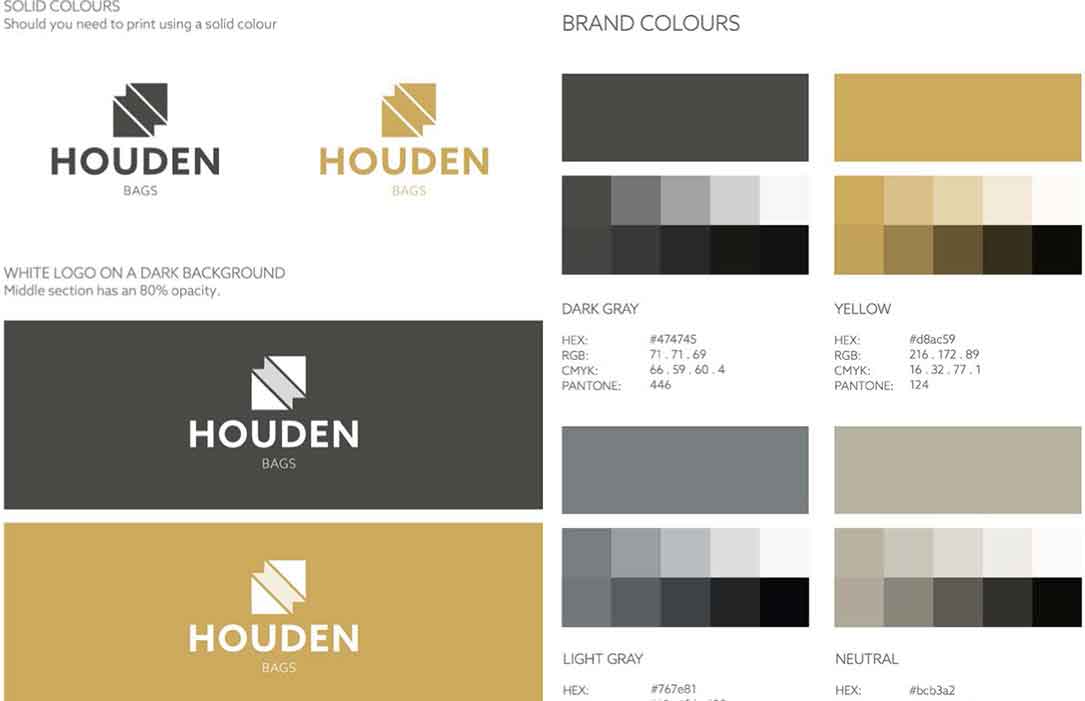 SOLID COLOURS
Should you need to print using a solid colour
HOUDEN
BAGS
HOUDEN
BAGS
WHITE LOGO ON A DARK BACKGROUND
Middle section has an 80% opacity.
HOUDEN
BAGS
HOUDEN
BAGS
BRAND COLOURS
DARK GRAY
HEX: #474745
RGB: 71 . 71 . 69
CMYK: 66 . 59 . 60 . 4
PANTONE: 446
YELLOW
HEX: #d8ac59
RGB: 216 . 172 . 89
CMYK: 16 . 32 . 77 . 1
PANTONE: 124
LIGHT GRAY
HEX: #767e81
NEUTRAL
HEX: #bcb3a2